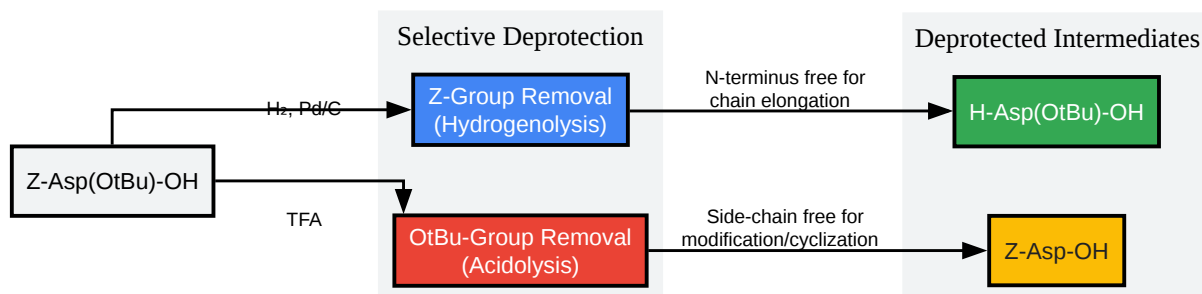 Selective Deprotection
Deprotected Intermediates
Z-Asp(OtBu)-OH
H₂, Pd/C
Z-Group Removal
(Hydrogenolysis)
N-terminus free for
chain elongation
H-Asp(OtBu)-OH
TFA
OtBu-Group Removal
(Acidolysis)
Side-chain free for
modification/cyclization
Z-Asp-OH